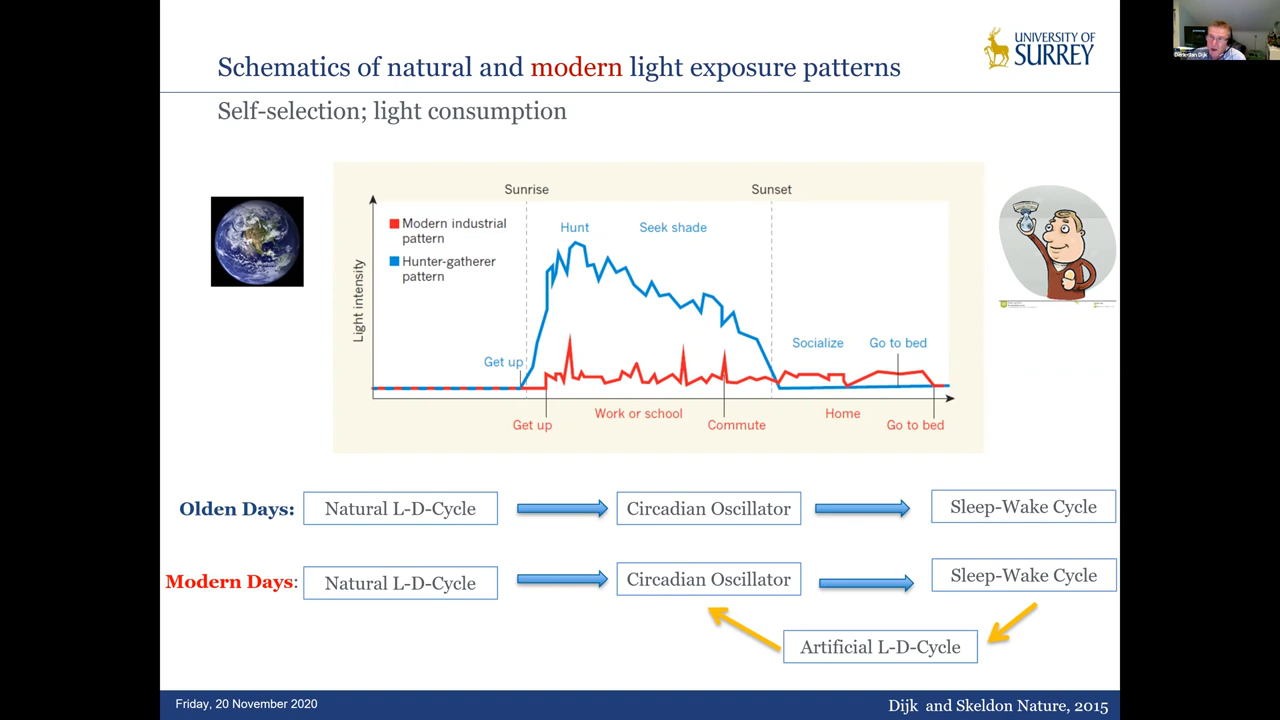 UNIVERSITY OF
SURREY
Derk-Jan Dijk
Schematics of natural and modern light exposure patterns
Self-selection; light consumption
Sunrise
Sunset
Modern industrial
pattern
Hunter-gatherer
pattern
Hunt
Seek shade
Light intensity
Get up
Socialize
Go to bed
Get up
Work or school
Commute
Home
Go to bed
Olden Days:
Natural L-D-Cycle
Circadian Oscillator
Sleep-Wake Cycle
Modern Days:
Natural L-D-Cycle
Circadian Oscillator
Sleep-Wake Cycle
Artificial L-D-Cycle
Friday, 20 November 2020
Dijk and Skeldon Nature, 2015